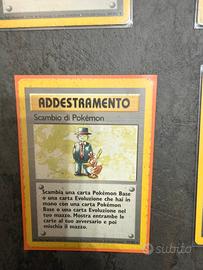 ADDESTRAMENTO
Scambio di Pokémon
Scambia una carta Pokémon Base
o una carta Evoluzione che hai in
mano con una carta Pokémon
Base o una carta Evoluzione nel
tuo mazzo. Mostra entrambe le
carte al tuo avversario e poi
mischia il mazzo.
subito